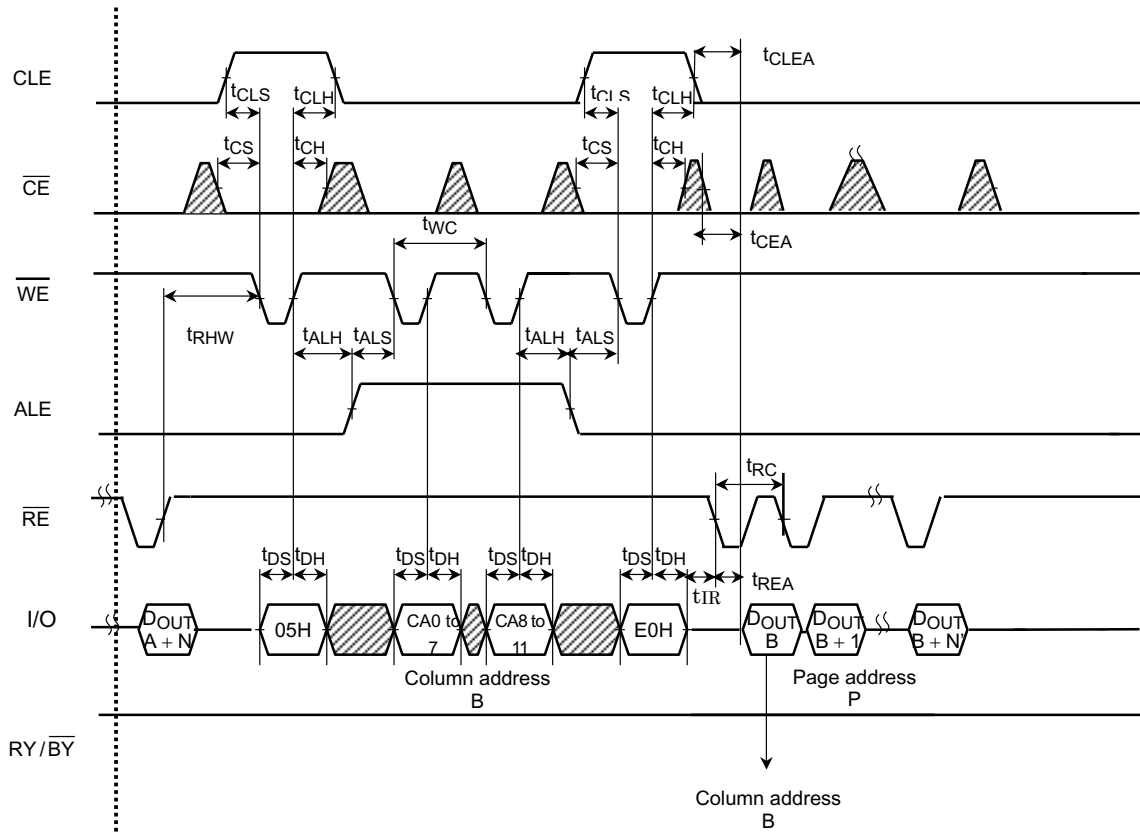 CLE
tCLEA
tCLS
tCLH
tCLS
tCLH
tCS
tCH
tCS
tCH
CE
tWC
tCEA
WE
tRHW
tALH
tALS
tALH
tALS
ALE
tRC
RE
tDS
tDH
tDS
tDH
tDS
tDH
tDS
tDH
tIR
tREA
I/O
DOUT
A + N
05H
CA0 to
7
CA8 to
11
E0H
DOUT
B
DOUT
B + 1
DOUT
B + N'
Column address
B
Page address
P
RY/BY
Column address
B